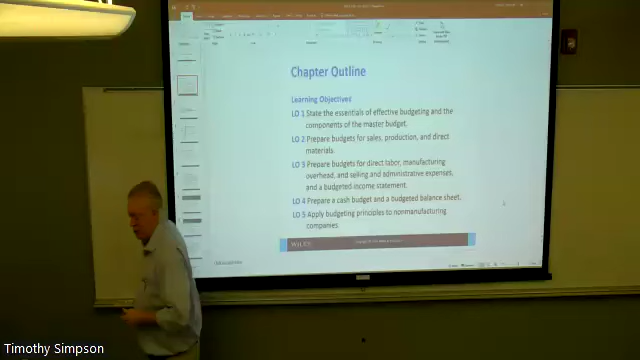 Chapter Outline
Learning Objectives
LO 1 State the essentials of effective budgeting and the
components of the master budget.
LO 2 Prepare budgets for sales, production, and direct
materials.
LO 3 Prepare budgets for direct labor, manufacturing
overhead, and selling and administrative expenses,
and a budgeted income statement.
LO 4 Prepare a cash budget and a budgeted balance sheet.
LO 5 Apply budgeting principles to nonmanufacturing
companies.
WILEY
Timothy Simpson